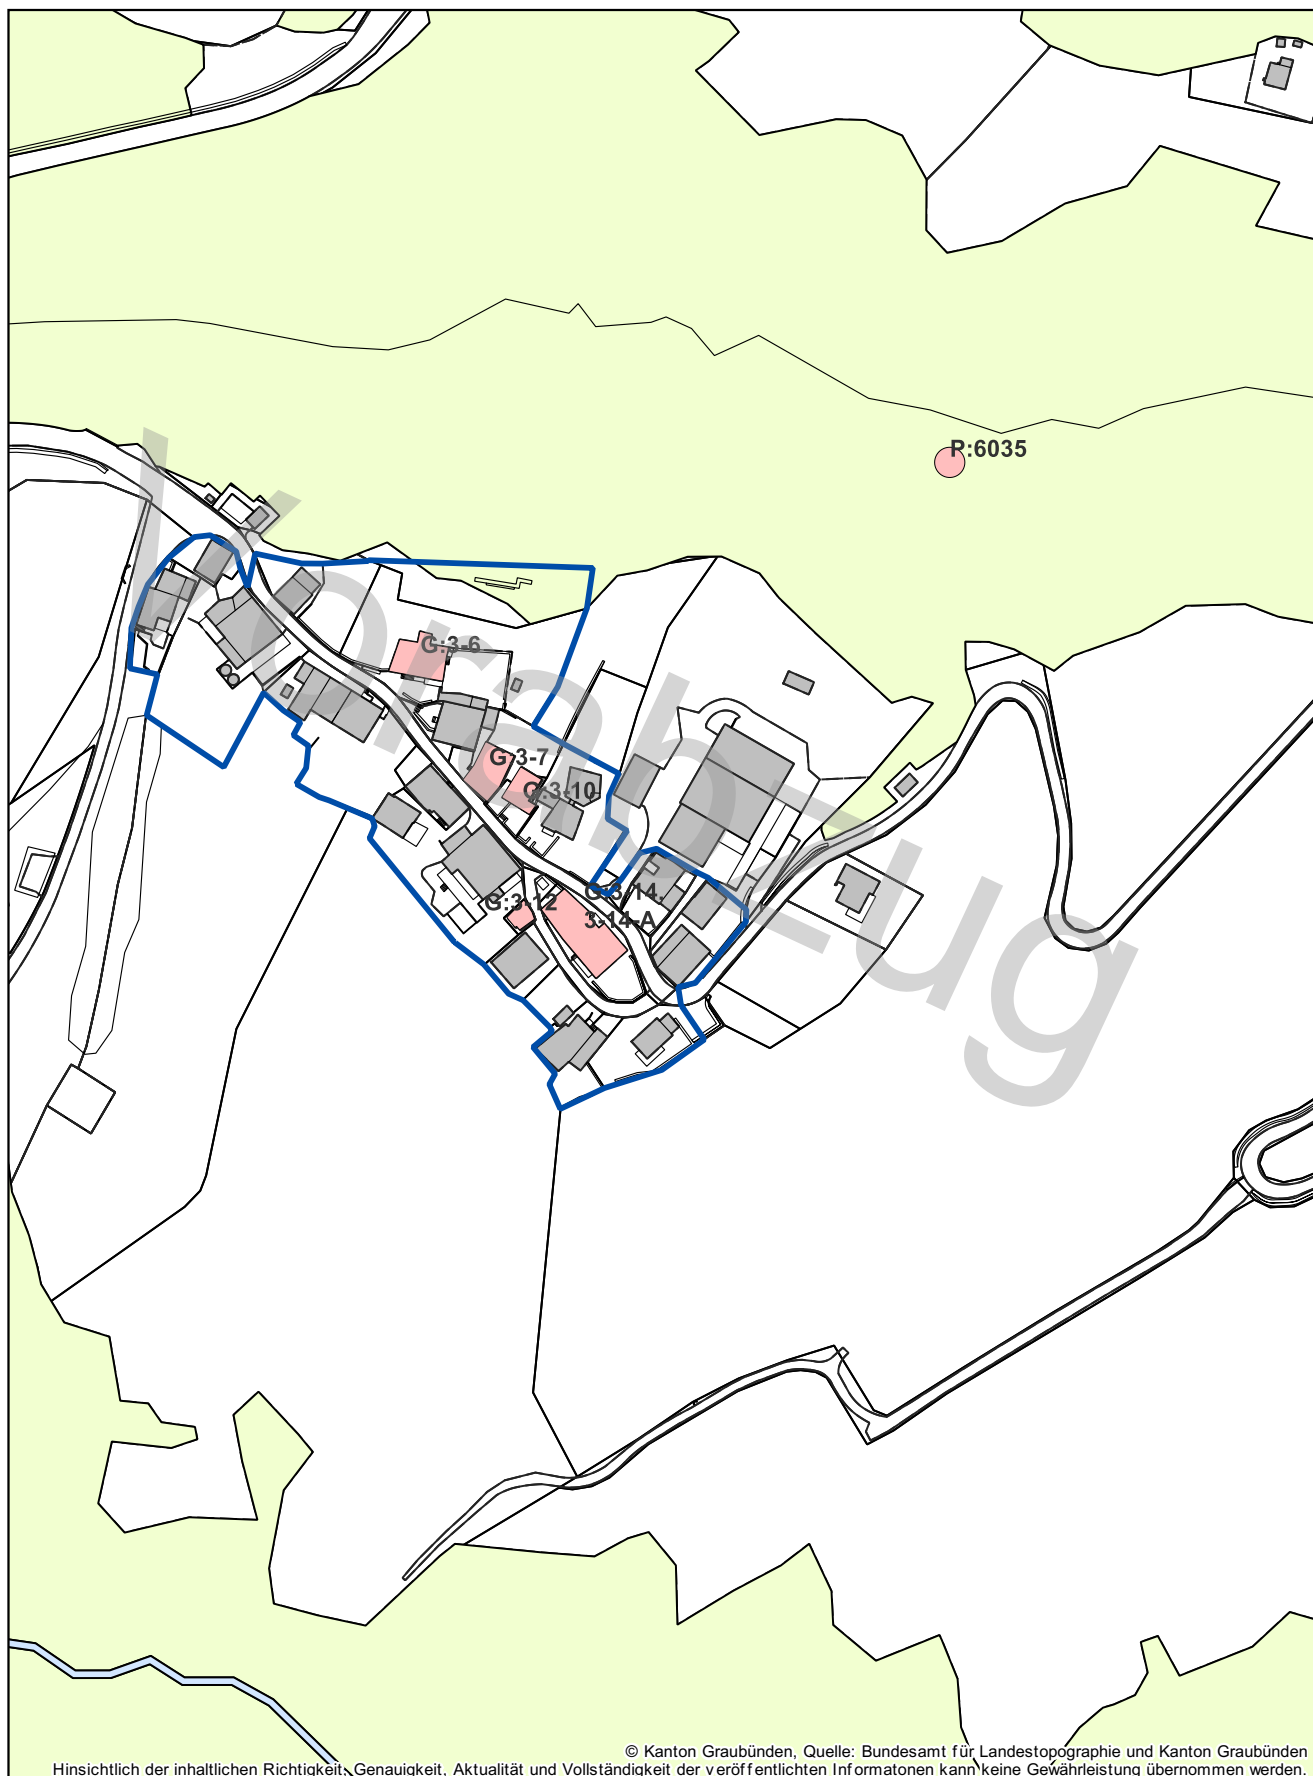 P:6035
G:3-6
G:3-7
G:3-10
G:3-12
G:3-14,
3-14-A
Vorabzug
© Kanton Graubünden, Quelle: Bundesamt für Landestopographie und Kanton Graubünden
Hinsichtlich der inhaltlichen Richtigkeit, Genauigkeit, Aktualität und Vollständigkeit der veröffentlichten Informatonen kann keine Gewährleistung übernommen werden.